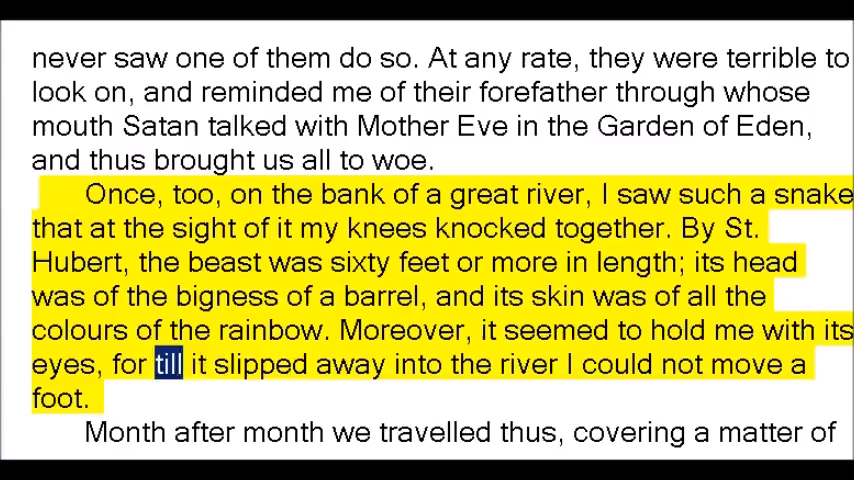 never saw one of them do so. At any rate, they were terrible to
look on, and reminded me of their forefather through whose
mouth Satan talked with Mother Eve in the Garden of Eden,
and thus brought us all to woe.
Once, too, on the bank of a great river, I saw such a snake
that at the sight of it my knees knocked together. By St.
Hubert, the beast was sixty feet or more in length; its head
was of the bigness of a barrel, and its skin was of all the
colours of the rainbow. Moreover, it seemed to hold me with its
eyes, for till it slipped away into the river I could not move a
foot.
Month after month we travelled thus, covering a matter of